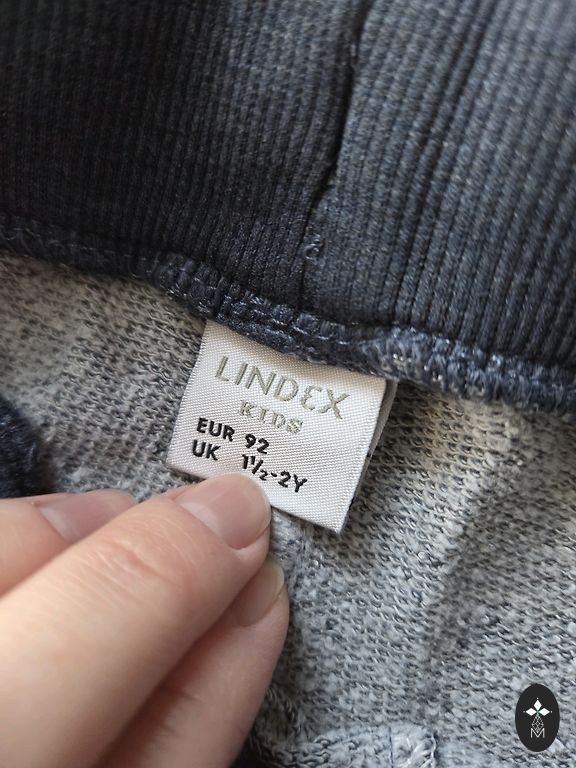 LINDEX
KIDS
EUR 92
UK 1½-2Y
M